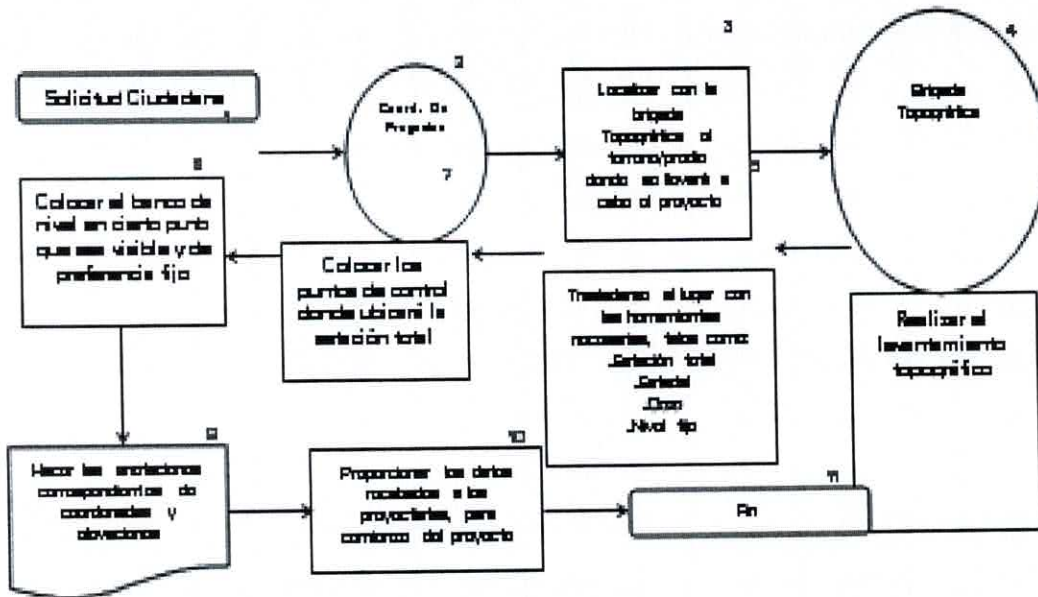 Solicitud Ciudadana
1
2
Coord. De
Proyectos
3
Localizar con la
brigada
Topográfica el
terreno/predio
donde se llevará a
cabo el proyecto
4
Brigada
Topográfica
5
Realizar el
levantamiento
topográfico
Trasladarse al lugar con
las herramientas
necesarias, tales como:
.Estación total
.Estadal
.Nivel fijo
7
Colocar los
puntos de control
donde ubicará la
estación total
8
Colocar el banco de
nivel en cierto punto
que sea visible y de
preferencia fijo
9
Hacer las anotaciones
correspondientes de
coordenadas y
elevaciones
10
Proporcionar los datos
recabados a los
proyectistas, para
comienzo del proyecto
11
Fin